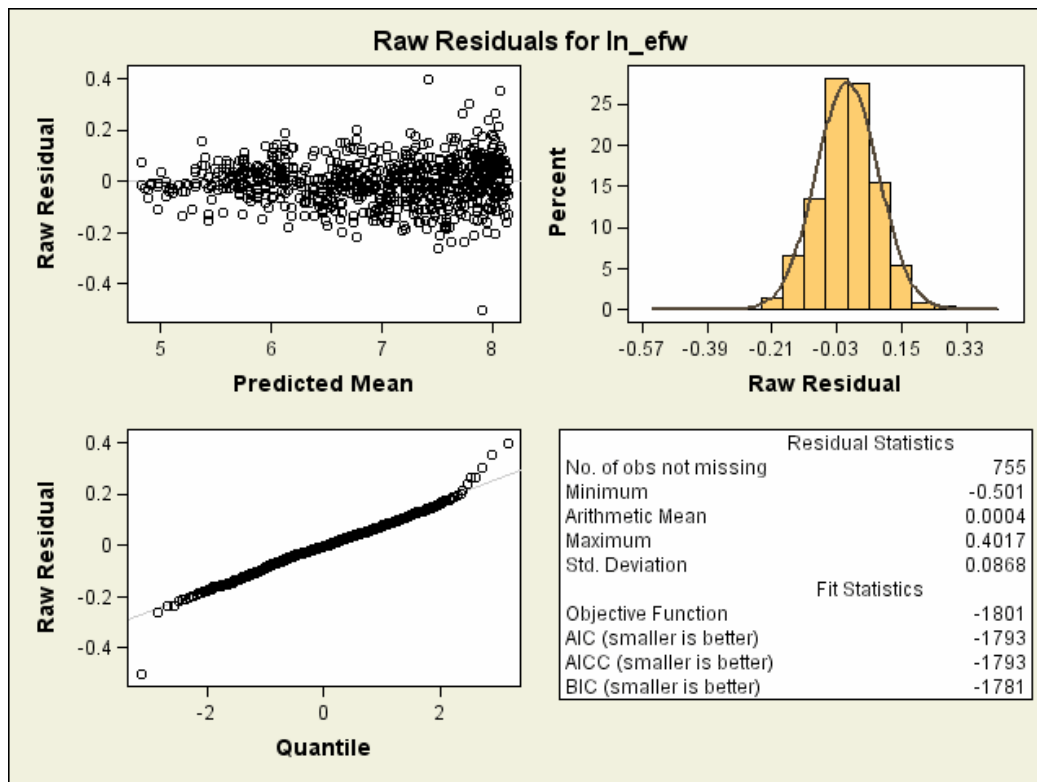 Raw Residuals for ln_efw
Raw Residual
0.4
0.2
0
-0.2
-0.4
5 6 7 8
Predicted Mean
Percent
25
20
15
10
5
0
-0.57 -0.39 -0.21 -0.03 0.15 0.33
Raw Residual
Raw Residual
0.4
0.2
0
-0.2
-0.4
-2 0 2
Quantile
Residual Statistics
No. of obs not missing 755
Minimum -0.501
Arithmetic Mean 0.0004
Maximum 0.4017
Std. Deviation 0.0868
Fit Statistics
Objective Function -1801
AIC (smaller is better) -1793
AICC (smaller is better) -1793
BIC (smaller is better) -1781